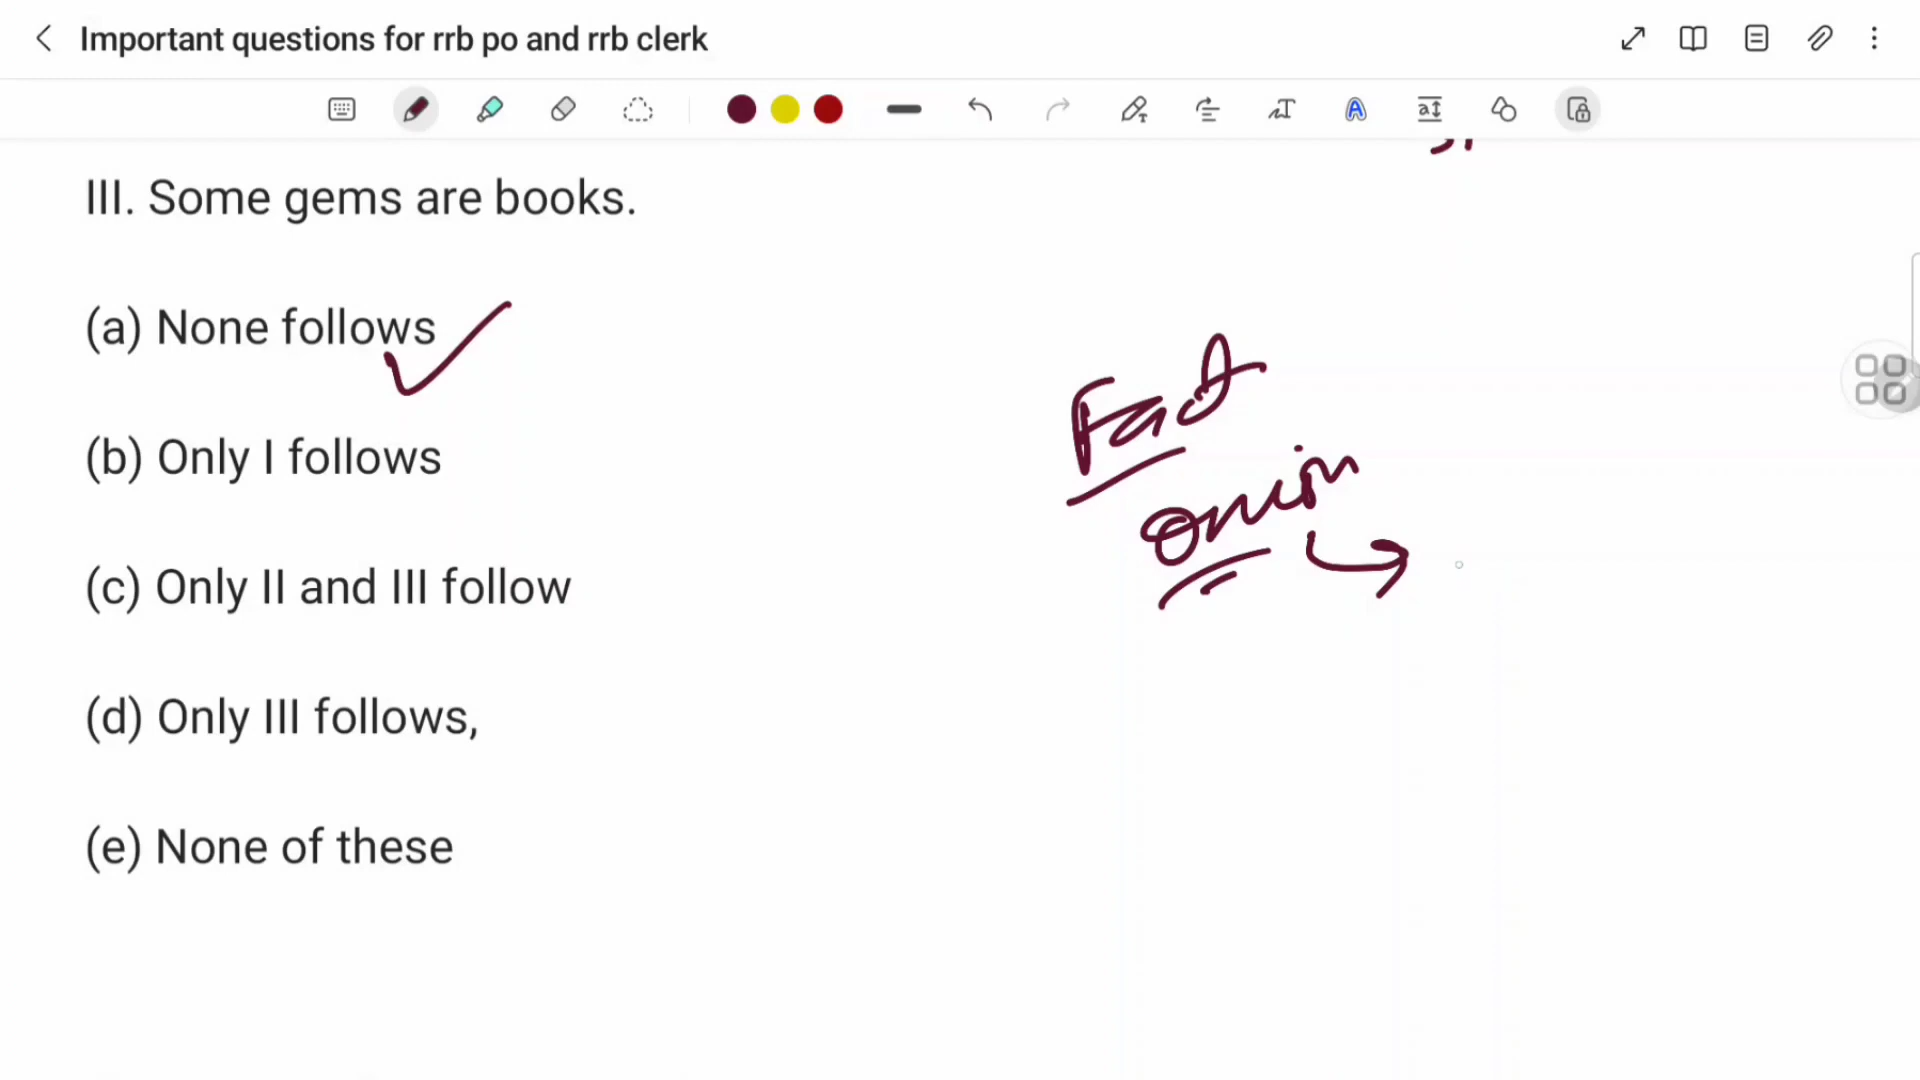 Important questions for rrb po and rrb clerk
III. Some gems are books.
(a) None follows
(b) Only I follows
(c) Only II and III follow
(d) Only III follows,
(e) None of these
Fact